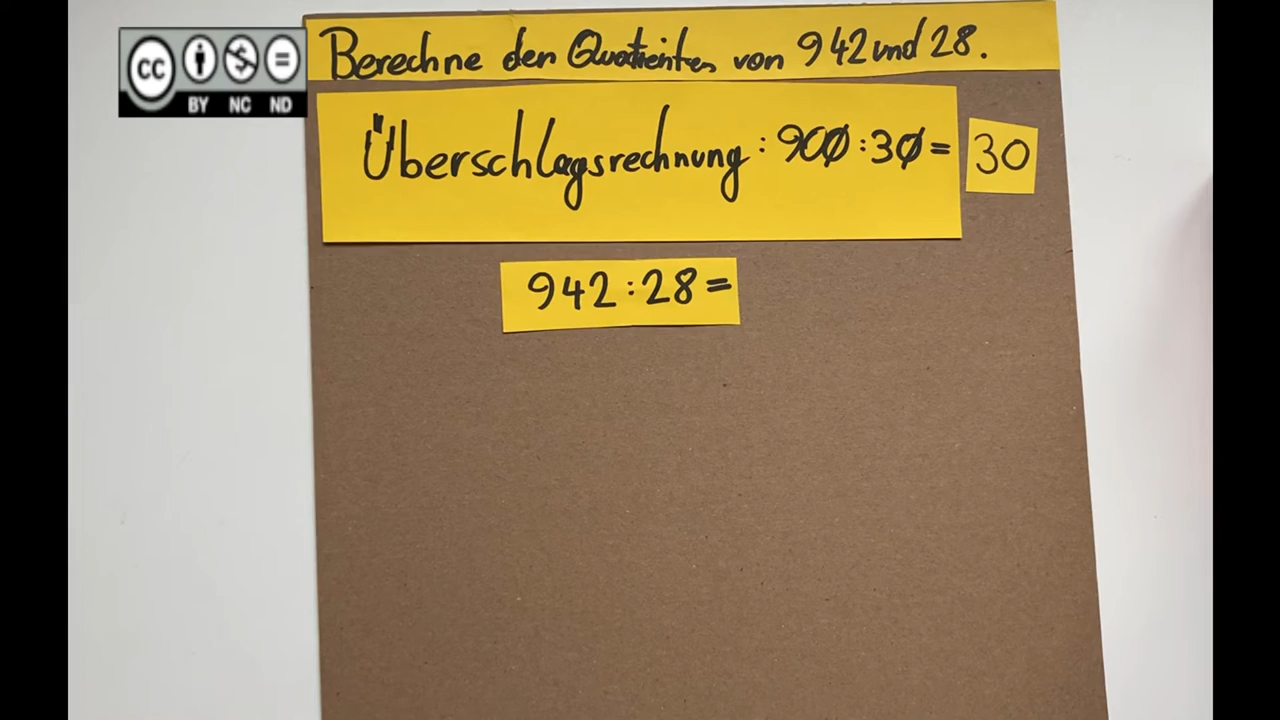 Berechne den Quotienten von 942 und 28.
cc
BY NC ND
Überschlagsrechnung: 900:30= 30
942:28=